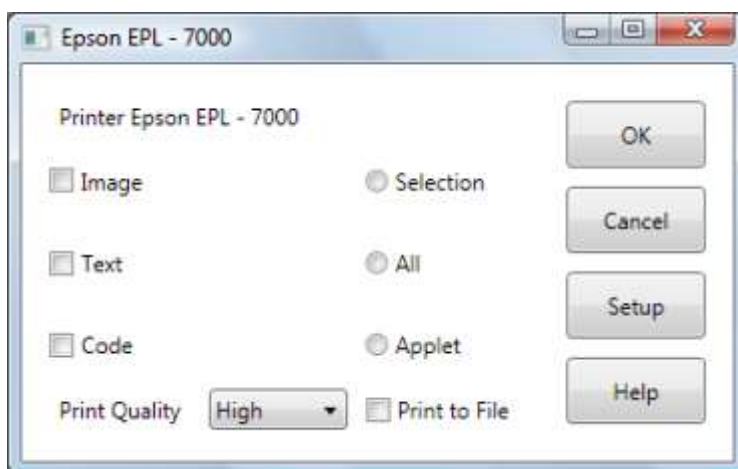 Epson EPL - 7000
Printer Epson EPL - 7000
OK
Image
Selection
Cancel
Text
All
Setup
Code
Applet
Help
Print Quality High Print to File